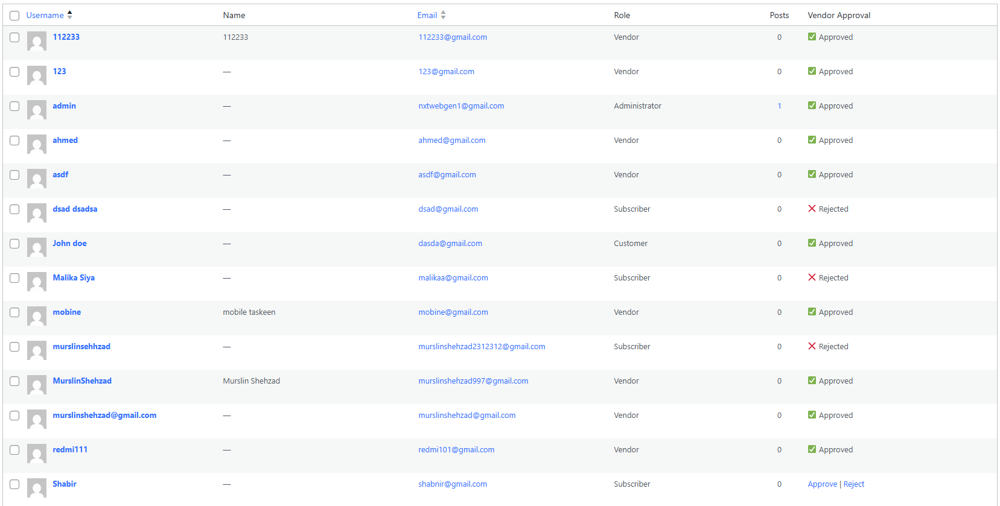 Username Name Email Role Posts Vendor Approval
112233 112233 112233@gmail.com Vendor 0 Approved
123 — 123@gmail.com Vendor 0 Approved
admin — nxtwebgen1@gmail.com Administrator 1 Approved
ahmed — ahmed@gmail.com Vendor 0 Approved
asdf — asdf@gmail.com Vendor 0 Approved
dsad dsadsa — dsad@gmail.com Subscriber 0 Rejected
John doe — dasda@gmail.com Customer 0 Approved
Malika Siya — malikaa@gmail.com Subscriber 0 Rejected
mobine mobile taskeen mobine@gmail.com Vendor 0 Approved
murslinsehhzad — murslinshehzad2312312@gmail.com Subscriber 0 Rejected
MurslinShehzad Murslin Shehzad murslinshehzad997@gmail.com Vendor 0 Approved
murslinshehzad@gmail.com — murslinshehzad@gmail.com Vendor 0 Approved
redmi111 — redmi101@gmail.com Vendor 0 Approved
Shabir — shabnir@gmail.com Subscriber 0 Approve | Reject